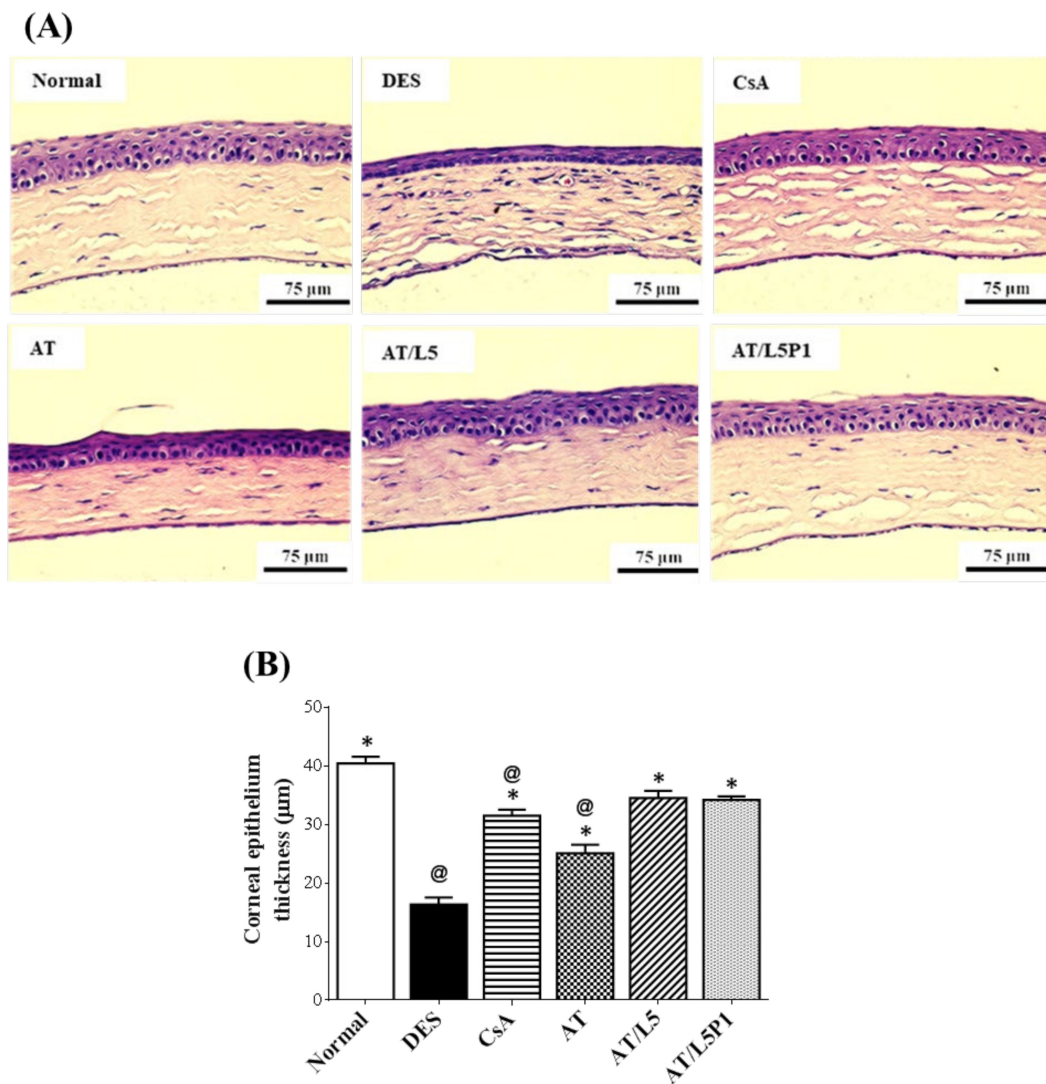 (A)
Normal
DES
CsA
75 μm
75 μm
75 μm
AT
AT/L5
AT/L5P1
75 μm
75 μm
75 μm
(B)
Corneal epithelium
thickness (μm)
50
40
30
20
10
0
*
@
@
*
@
*
*
*
Normal
DES
CsA
AT
AT/L5
AT/L5P1